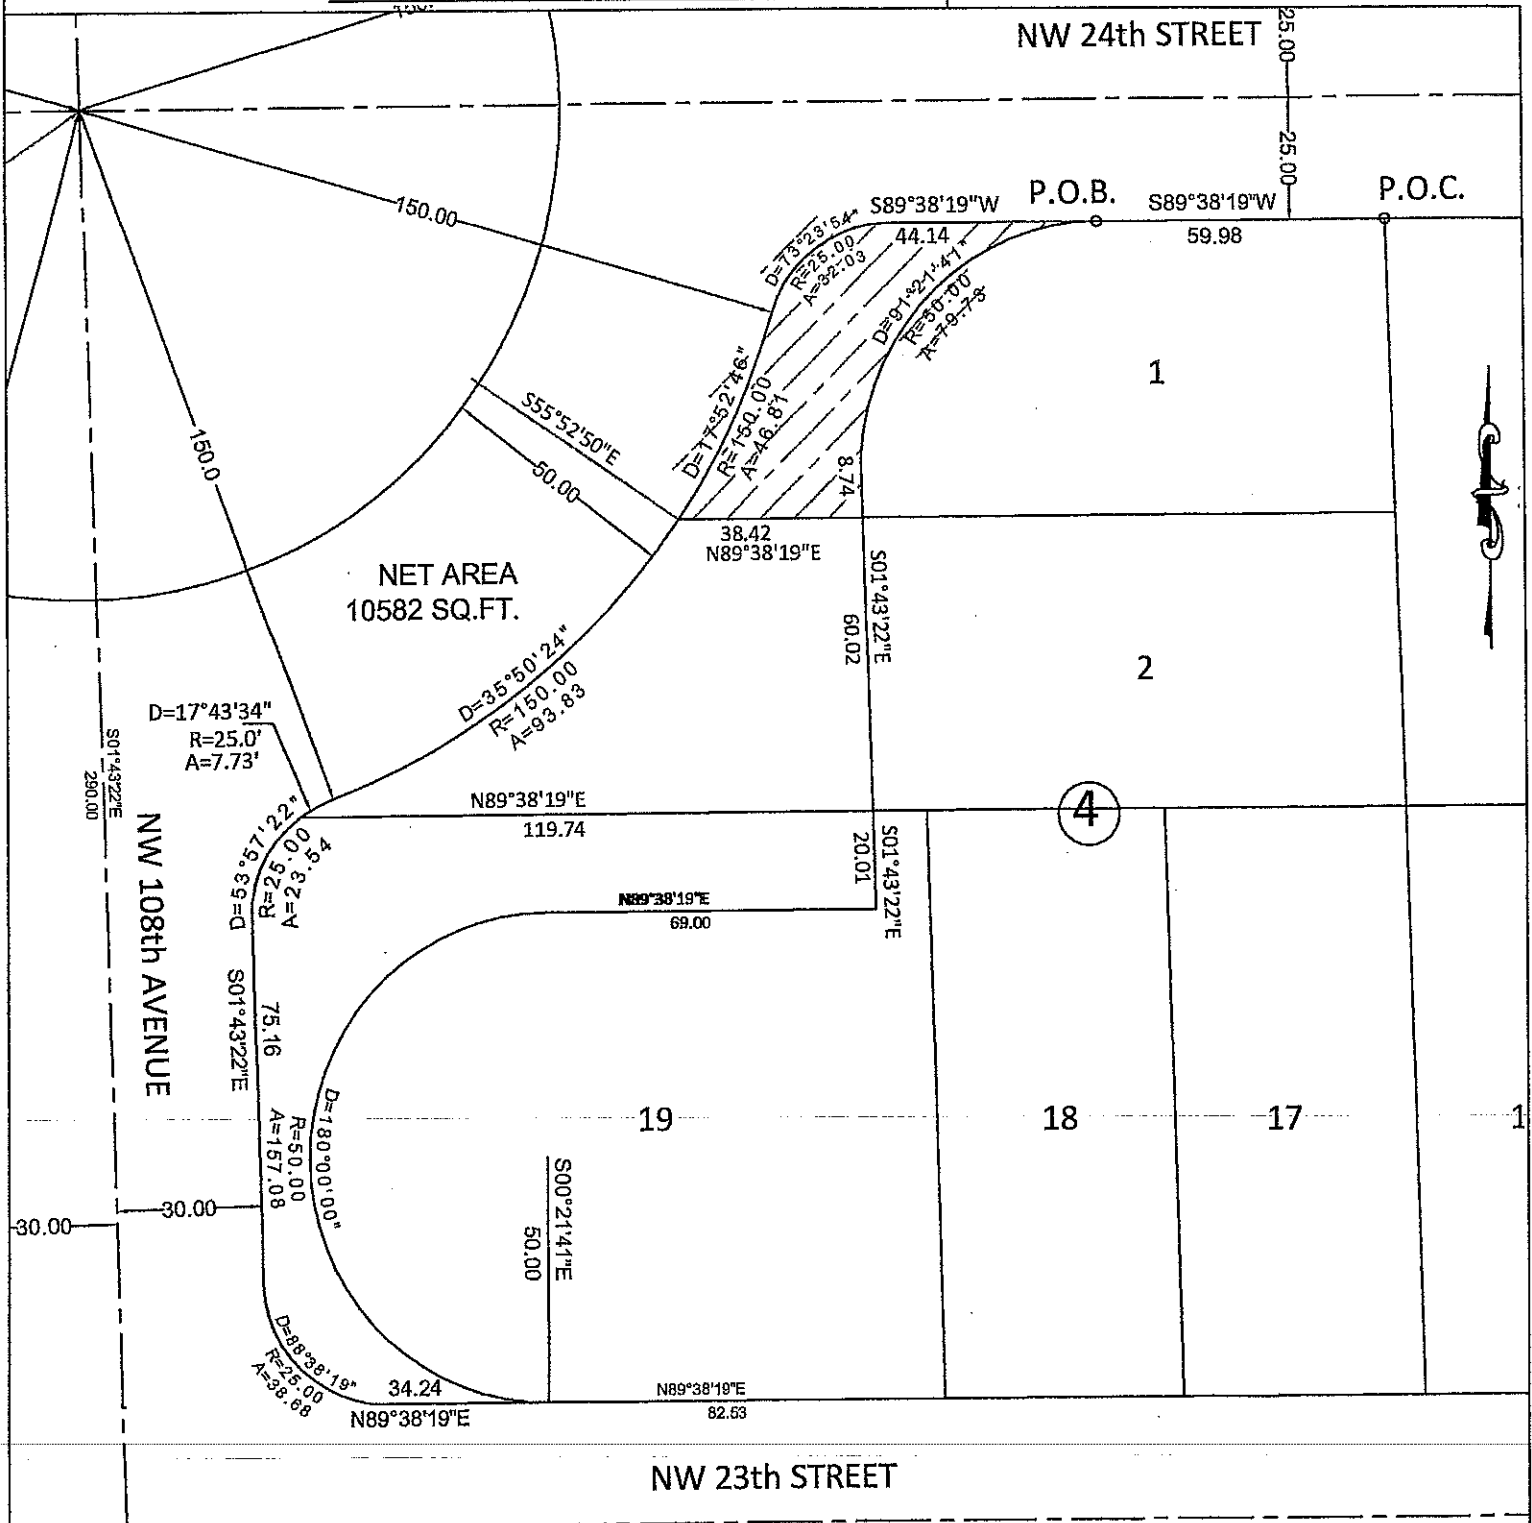 NW 24th STREET
25.00
25.00
P.O.B.
P.O.C.
S89°38'19"W
44.14
S89°38'19"W
59.98
150.00
D=73°23'54"
R=25.00
A=32.03
D=91°21'41"
R=50.00
A=79.73
1
D=17°52'46"
R=150.00
A=46.81
S55°52'50"E
50.00
150.0
8.74
38.42
N89°38'19"E
NET AREA
10582 SQ.FT.
S01°43'22"E
60.02
2
D=35°50'24"
R=150.00
A=93.83
D=17°43'34"
R=25.0'
A=7.73'
S01°43'22"E
290.00
NW 108th AVENUE
N89°38'19"E
119.74
4
D=53°57'22"
R=25.00
A=23.54
S01°43'22"E
20.01
N89°38'19"E
69.00
75.16
S01°43'22"E
D=180°00'00"
R=50.00
A=157.08
19
18
17
1
30.00
30.00
S00°21'41"E
50.00
D=88°38'19"
R=25.00
A=38.68
34.24
N89°38'19"E
N89°38'19"E
82.53
NW 23th STREET